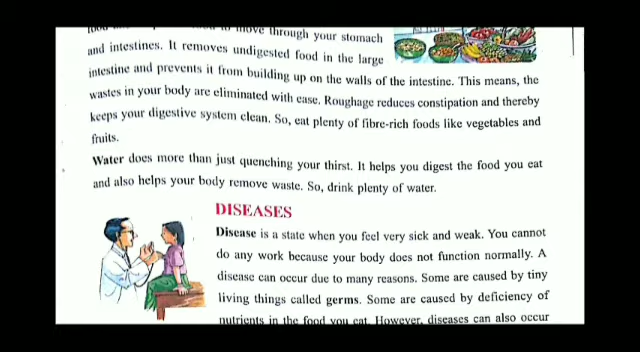 move through your stomach
and intestines. It removes undigested food in the large
intestine and prevents it from building up on the walls of the intestine. This means, the
wastes in your body are eliminated with ease. Roughage reduces constipation and thereby
keeps your digestive system clean. So, eat plenty of fibre-rich foods like vegetables and
fruits.
Water does more than just quenching your thirst. It helps you digest the food you eat
and also helps your body remove waste. So, drink plenty of water.
DISEASES
Disease is a state when you feel very sick and weak. You cannot
do any work because your body does not function normally. A
disease can occur due to many reasons. Some are caused by tiny
living things called germs. Some are caused by deficiency of
nutrients in the food you eat. However, diseases can also occur